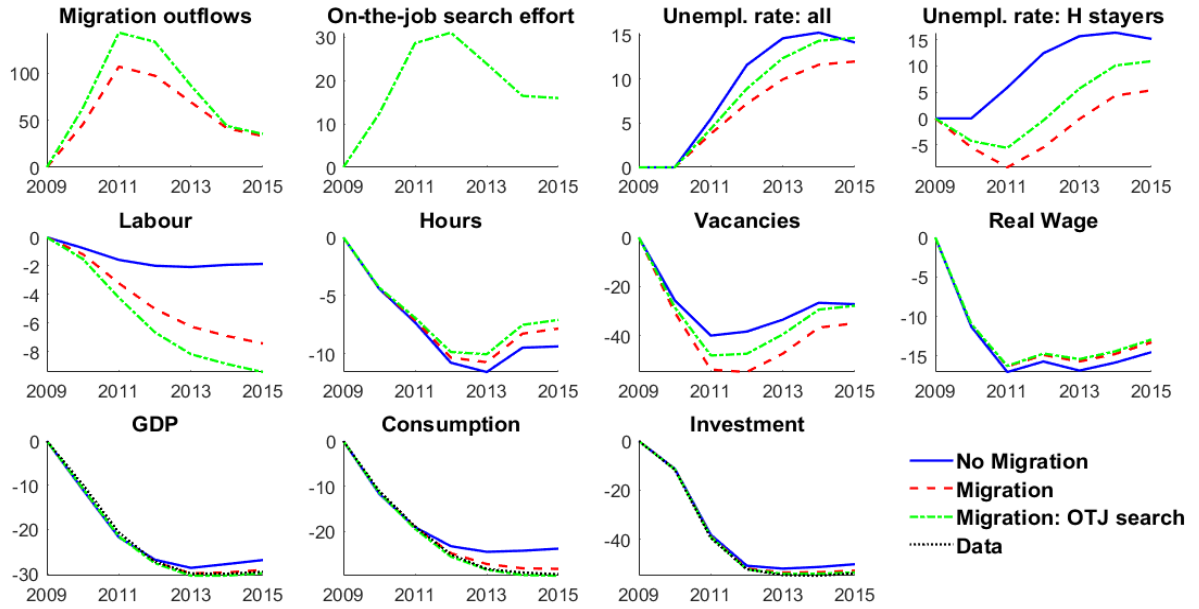 Migration outflows
100
50
0
2009 2011 2013 2015
On-the-job search effort
30
20
10
0
2009 2011 2013 2015
Unempl. rate: all
15
10
5
0
2009 2011 2013 2015
Unempl. rate: H stayers
15
10
5
0
-5
2009 2011 2013 2015
Labour
0
-2
-4
-6
-8
2009 2011 2013 2015
Hours
0
-5
-10
2009 2011 2013 2015
Vacancies
0
-20
-40
2009 2011 2013 2015
Real Wage
0
-5
-10
-15
2009 2011 2013 2015
GDP
0
-10
-20
-30
2009 2011 2013 2015
Consumption
0
-10
-20
2009 2011 2013 2015
Investment
0
-20
-40
2009 2011 2013 2015
No Migration
Migration
Migration: OTJ search
Data